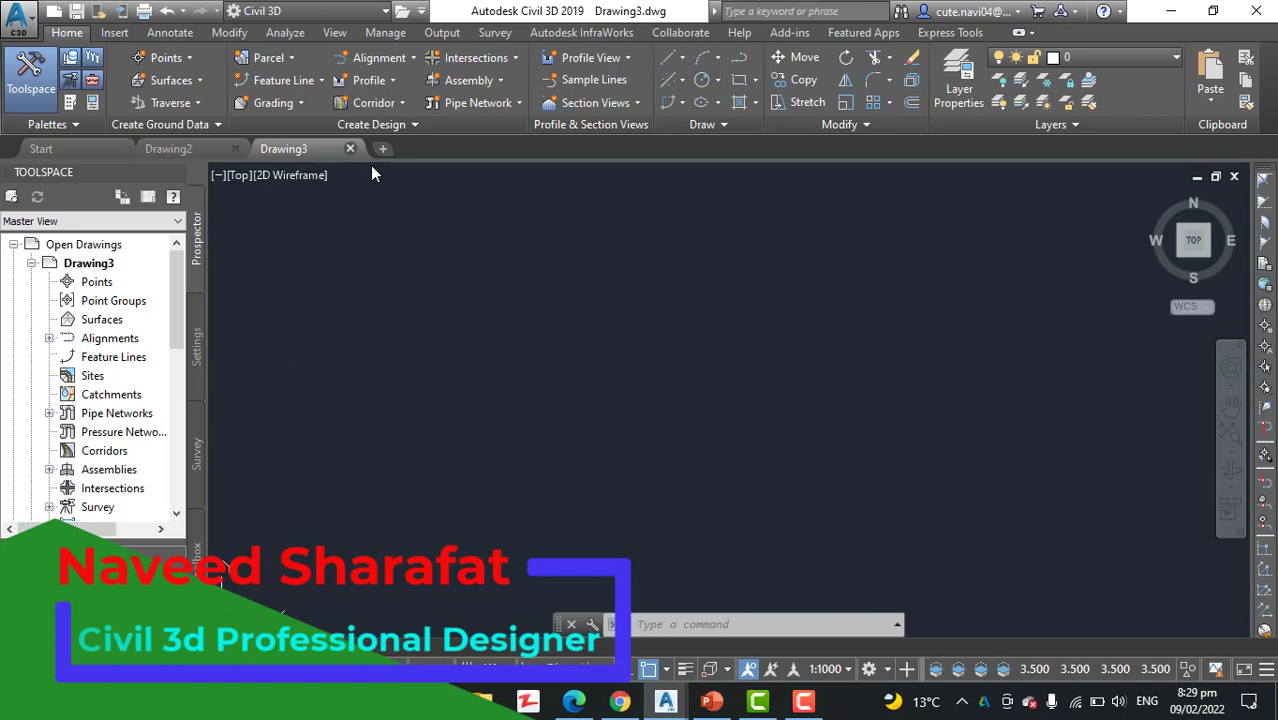 C3D
Civil 3D
Autodesk Civil 3D 2019 Drawing3.dwg
Type a keyword or phrase
cute.navi04@...
Home Insert Annotate Modify Analyze View Manage Output Survey Autodesk InfraWorks Collaborate Help Add-ins Featured Apps Express Tools
Toolspace
Points
Surfaces
Traverse
Parcel
Feature Line
Grading
Alignment
Profile
Corridor
Intersections
Assembly
Pipe Network
Profile View
Sample Lines
Section Views
Move
Copy
Stretch
Layer
Properties
0
Paste
Palettes
Create Ground Data
Create Design
Profile & Section Views
Draw
Modify
Layers
Clipboard
Start Drawing2 Drawing3
TOOLSPACE
Master View
Open Drawings
Drawing3
Points
Point Groups
Surfaces
Alignments
Feature Lines
Sites
Catchments
Pipe Networks
Pressure Netwo...
Corridors
Assemblies
Intersections
Survey
Prospector
Settings
Survey
[−][Top][2D Wireframe]
N
W TOP E
S
WCS
Type a command
Naveed Sharafat
Civil 3d Professional Designer
1:1000
3.500 3.500 3.500 3.500
13°C
ENG
8:29 pm
09/02/2022